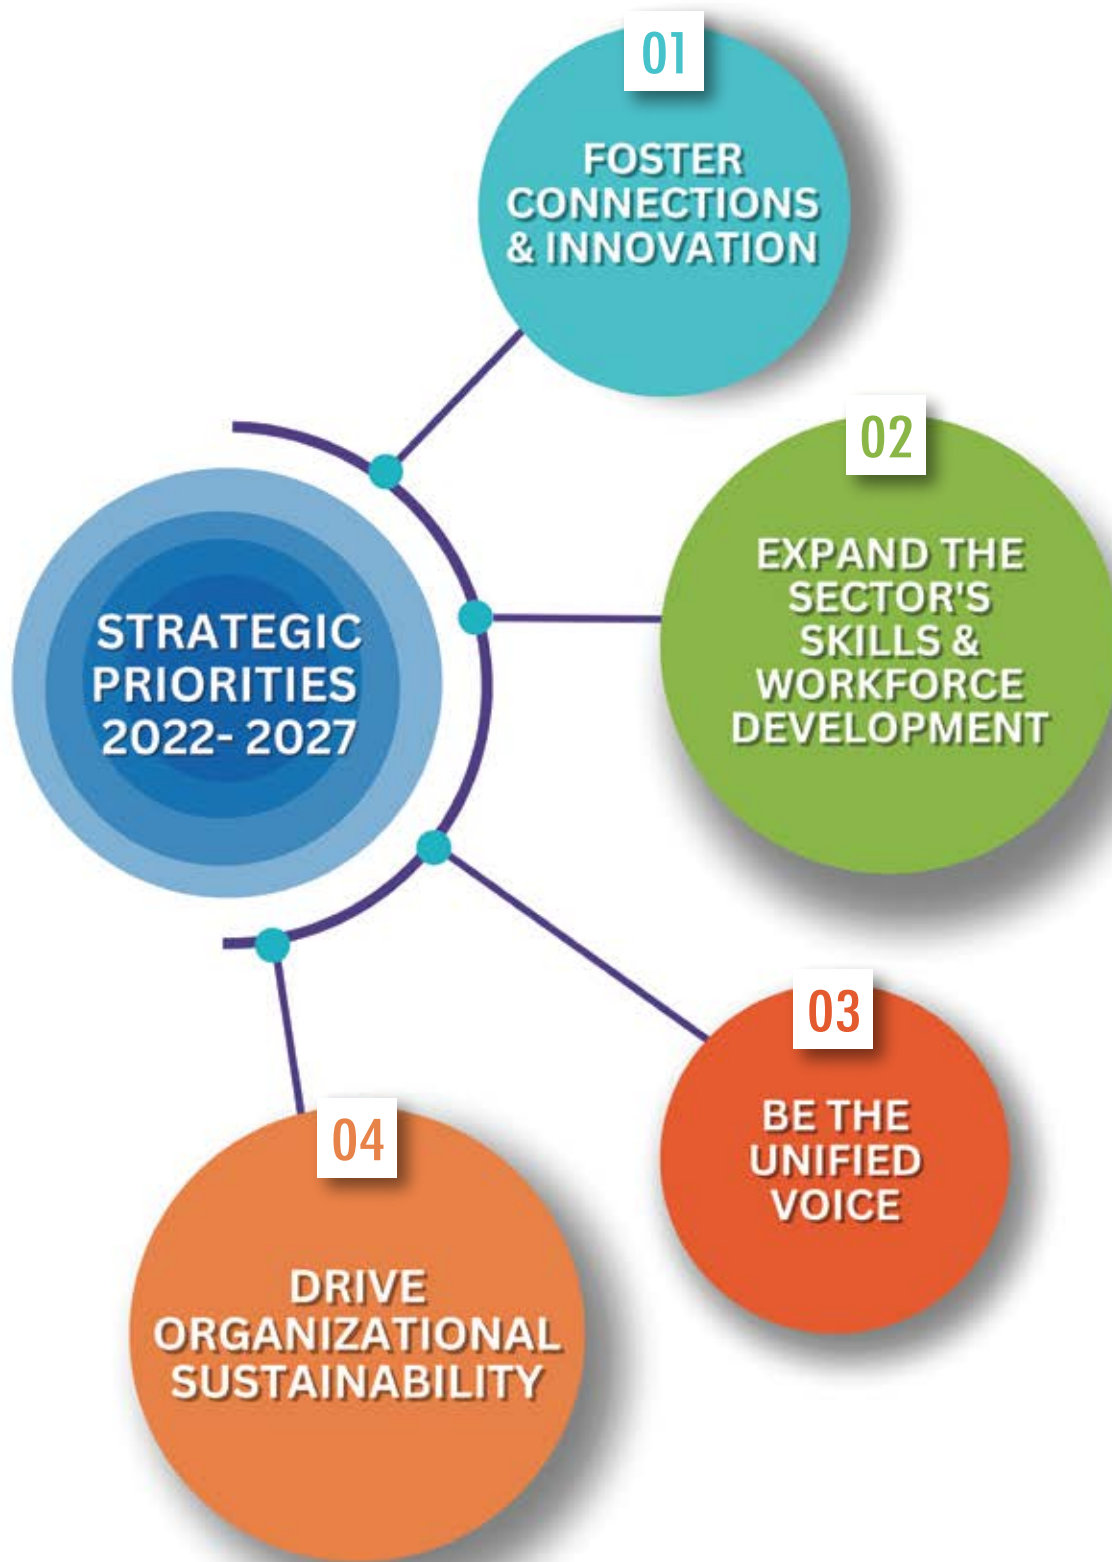 01
FOSTER
CONNECTIONS
& INNOVATION
02
EXPAND THE
SECTOR'S
SKILLS &
WORKFORCE
DEVELOPMENT
STRATEGIC
PRIORITIES
2022- 2027
03
BE THE
UNIFIED
VOICE
04
DRIVE
ORGANIZATIONAL
SUSTAINABILITY